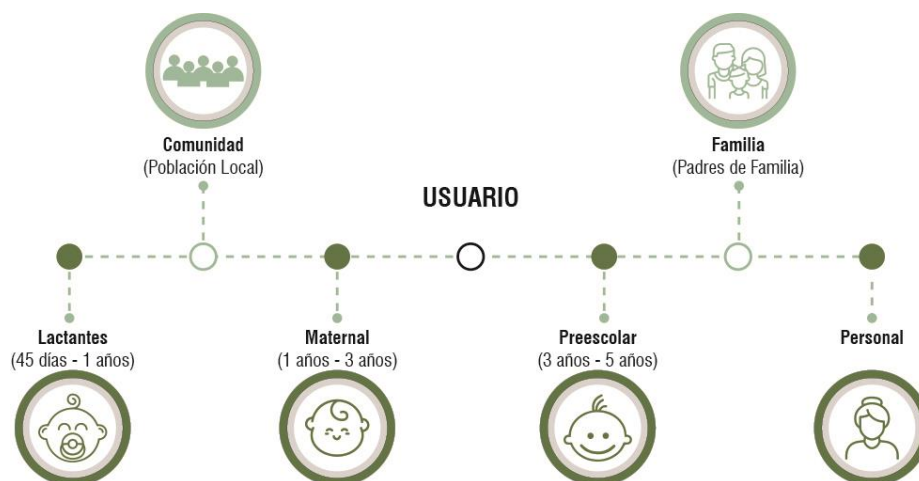 Comunidad
(Población Local)
Familia
(Padres de Familia)
USUARIO
Lactantes
(45 días - 1 años)
Maternal
(1 años - 3 años)
Preescolar
(3 años - 5 años)
Personal